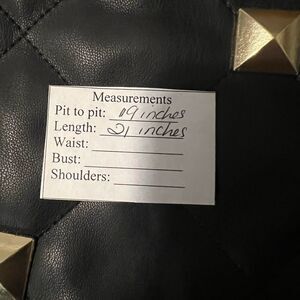 Measurements
Pit to pit: 19 inches
Length: 21 inches
Waist:
Bust:
Shoulders: